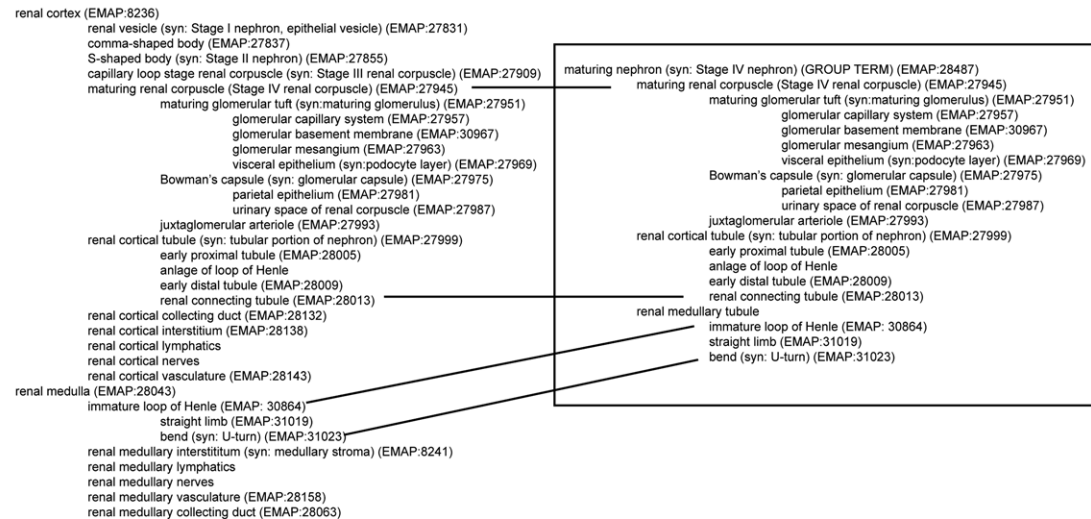 renal cortex (EMAP:8236)
renal vesicle (syn: Stage I nephron, epithelial vesicle) (EMAP:27831)
comma-shaped body (EMAP:27837)
S-shaped body (syn: Stage II nephron) (EMAP:27855)
capillary loop stage renal corpuscle (syn: Stage III renal corpuscle) (EMAP:27909)
maturing renal corpuscle (Stage IV renal corpuscle) (EMAP:27945)
maturing glomerular tuft (syn:maturing glomerulus) (EMAP:27951)
glomerular capillary system (EMAP:27957)
glomerular basement membrane (EMAP:30967)
glomerular mesangium (EMAP:27963)
visceral epithelium (syn:podocyte layer) (EMAP:27969)
Bowman's capsule (syn: glomerular capsule) (EMAP:27975)
parietal epithelium (EMAP:27981)
urinary space of renal corpuscle (EMAP:27987)
juxtaglomerular arteriole (EMAP:27993)
renal cortical tubule (syn: tubular portion of nephron) (EMAP:27999)
early proximal tubule (EMAP:28005)
anlage of loop of Henle
early distal tubule (EMAP:28009)
renal connecting tubule (EMAP:28013)
renal cortical collecting duct (EMAP:28132)
renal cortical interstitium (EMAP:28138)
renal cortical lymphatics
renal cortical nerves
renal cortical vasculature (EMAP:28143)
renal medulla (EMAP:28043)
immature loop of Henle (EMAP: 30864)
straight limb (EMAP:31019)
bend (syn: U-turn) (EMAP:31023)
renal medullary interstititum (syn: medullary stroma) (EMAP:8241)
renal medullary lymphatics
renal medullary nerves
renal medullary vasculature (EMAP:28158)
renal medullary collecting duct (EMAP:28063)
maturing nephron (syn: Stage IV nephron) (GROUP TERM) (EMAP:28487)
maturing renal corpuscle (Stage IV renal corpuscle) (EMAP:27945)
maturing glomerular tuft (syn:maturing glomerulus) (EMAP:27951)
glomerular capillary system (EMAP:27957)
glomerular basement membrane (EMAP:30967)
glomerular mesangium (EMAP:27963)
visceral epithelium (syn:podocyte layer) (EMAP:27969)
Bowman's capsule (syn: glomerular capsule) (EMAP:27975)
parietal epithelium (EMAP:27981)
urinary space of renal corpuscle (EMAP:27987)
juxtaglomerular arteriole (EMAP:27993)
renal cortical tubule (syn: tubular portion of nephron) (EMAP:27999)
early proximal tubule (EMAP:28005)
anlage of loop of Henle
early distal tubule (EMAP:28009)
renal connecting tubule (EMAP:28013)
renal medullary tubule
immature loop of Henle (EMAP: 30864)
straight limb (EMAP:31019)
bend (syn: U-turn) (EMAP:31023)